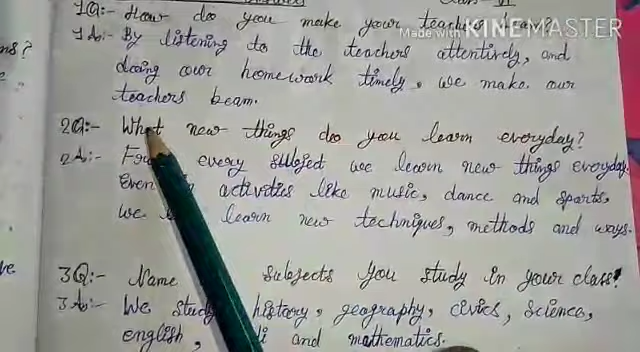 1Q:- How do you make your teachers beam?
Made with KINEMASTER
1A:- By listening to the teachers attentively, and
doing our homework timely, we make our
teachers beam.
2Q:- What new things do you learn everyday?
2A:- every subject we learn new things everyday.
Even activities like music, dance and sports,
we learn new techniques, methods and ways.
3Q:- Name subjects you study in your class?
3A:- We study history, geography, civics, science,
english, and mathematics.